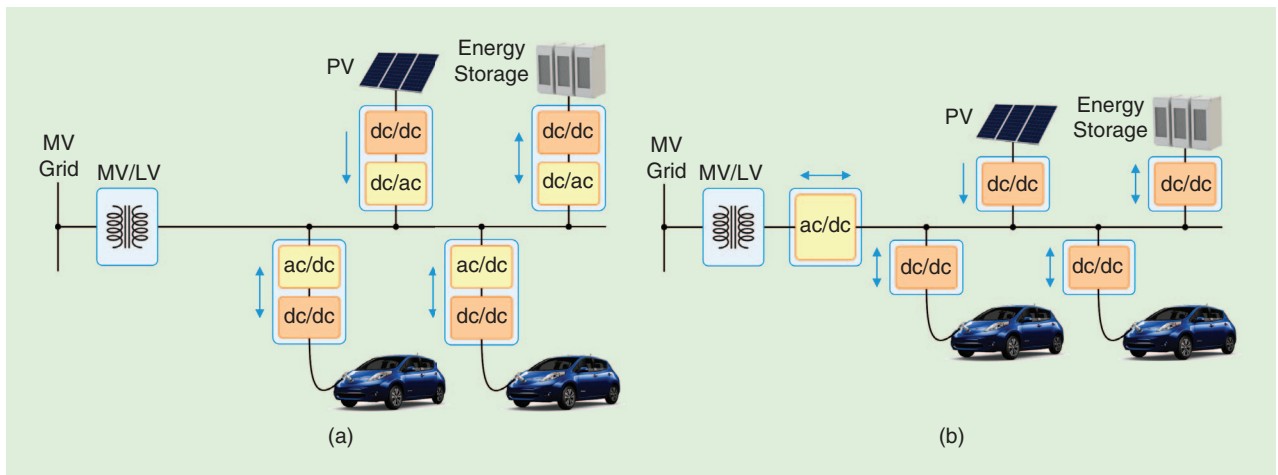 PV
Energy
Storage
dc/dc
dc/dc
MV
Grid
MV/LV
dc/ac
dc/ac
ac/dc
ac/dc
dc/dc
dc/dc
(a)
PV
Energy
Storage
MV
Grid
MV/LV
dc/dc
dc/dc
ac/dc
dc/dc
dc/dc
(b)